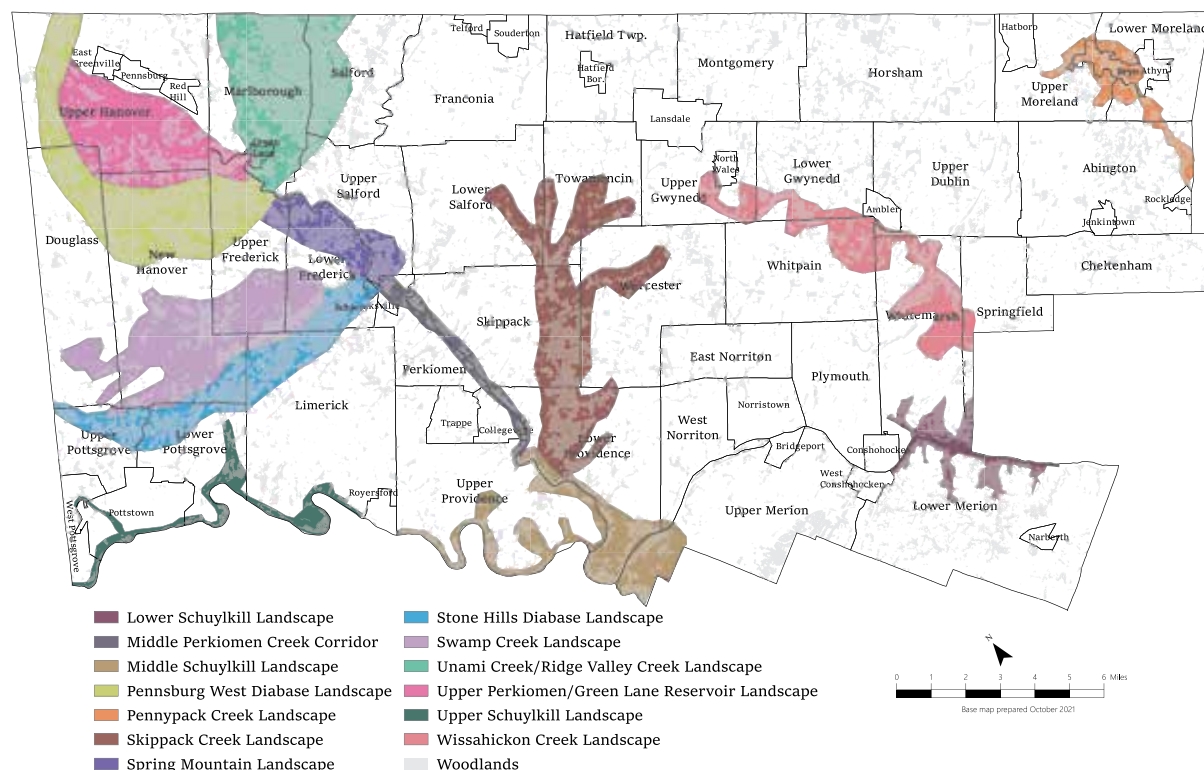 Telford
Souderton
Hatfield Twp.
Hatboro
Lower Moreland
East
Greenville
Pennsburg
Red
Hill
Marlborough
Salford
Hatfield
Bor.
Montgomery
Horsham
Upper
Moreland
Bryn Athyn
Upper Hanover
Franconia
Lansdale
Green
Lane
Upper
Salford
Lower
Salford
Towamencin
Upper
Gwynedd
North
Wales
Lower
Gwynedd
Upper
Dublin
Abington
Ambler
Rockledge
Jenkintown
Douglass
New
Hanover
Upper
Frederick
Lower
Frederick
Schwenksville
Skippack
Worcester
Whitpain
Whitemarsh
Springfield
Cheltenham
Perkiomen
East Norriton
Plymouth
Limerick
Trappe
Collegeville
Norristown
West
Norriton
Bridgeport
Conshohocken
West
Conshohocken
Upper
Pottsgrove
Lower
Pottsgrove
Lower
Providence
Upper
Providence
Royersford
Pottstown
West Pottsgrove
Upper Merion
Lower Merion
Narberth
Lower Schuylkill Landscape
Middle Perkiomen Creek Corridor
Middle Schuylkill Landscape
Pennsburg West Diabase Landscape
Pennypack Creek Landscape
Skippack Creek Landscape
Spring Mountain Landscape
Stone Hills Diabase Landscape
Swamp Creek Landscape
Unami Creek/Ridge Valley Creek Landscape
Upper Perkiomen/Green Lane Reservoir Landscape
Upper Schuylkill Landscape
Wissahickon Creek Landscape
Woodlands
N
0 1 2 3 4 5 6 Miles
Base map prepared October 2021